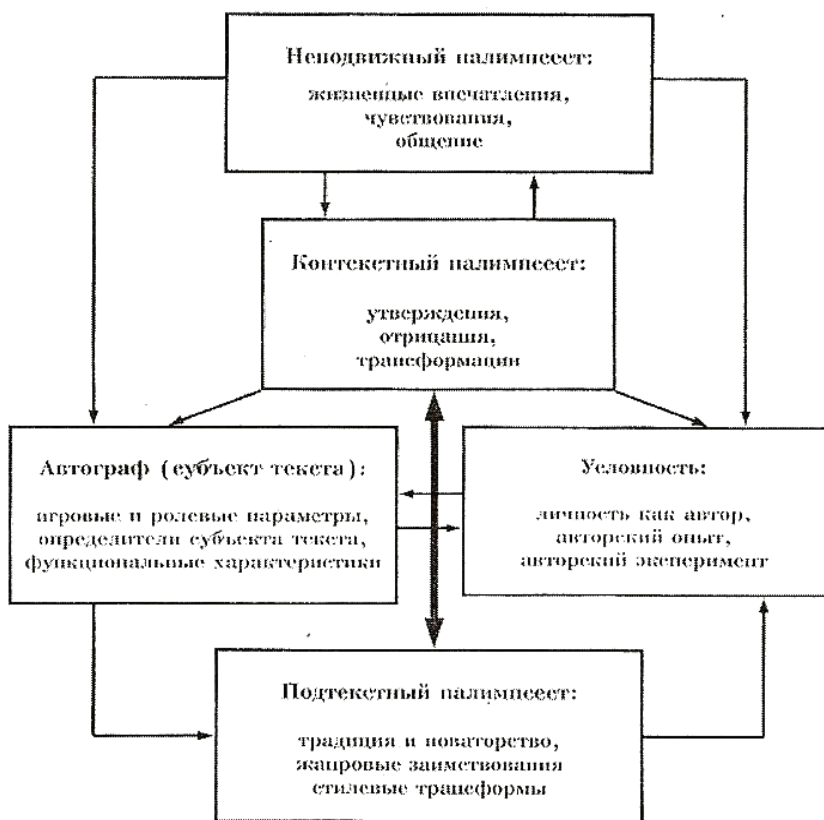 Неподвижный палимпсест:
жизненные впечатления,
чувствования,
общение
Контекстный палимпсест:
утверждения,
отрицания,
трансформации
Автограф (субъект текста):
игровые и ролевые параметры,
определители субъекта текста,
функциональные характеристики
Условность:
личность как автор,
авторский опыт,
авторский эксперимент
Подтекстный палимпсест:
традиция и новаторство,
жанровые заимствования
стилевые трансформы